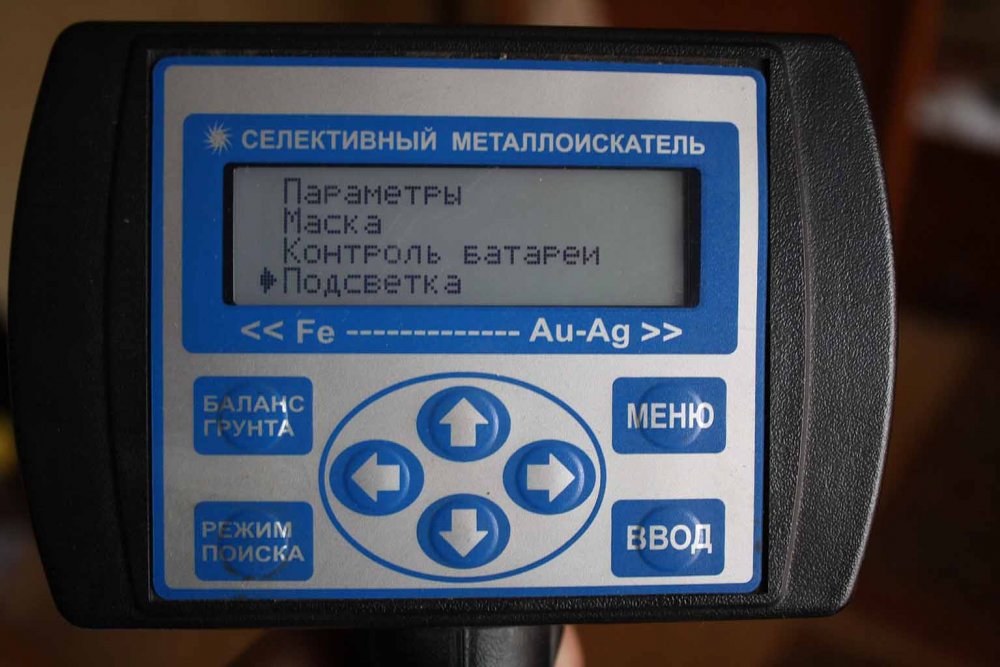 СЕЛЕКТИВНЫЙ МЕТАЛЛОИСКАТЕЛЬ
Параметры
Маска
Контроль батареи
Подсветка
<< Fe ------------- Au-Ag >>
БАЛАНС
ГРУНТА
МЕНЮ
РЕЖИМ
ПОИСКА
ВВОД